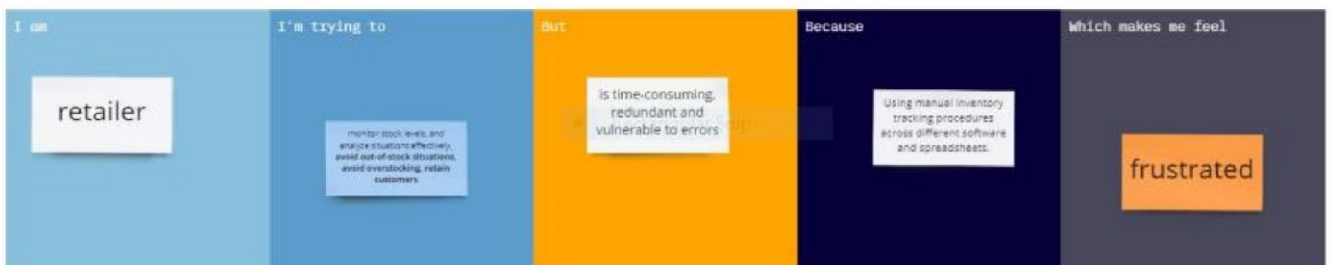 I am
retailer
I'm trying to
monitor stock levels, and
analyze situations effectively,
avoid out-of-stock situations,
avoid overstocking, retain
customers
But
is time-consuming,
redundant and
vulnerable to errors
Because
Using manual inventory
tracking procedures
across different software
and spreadsheets.
Which makes me feel
frustrated